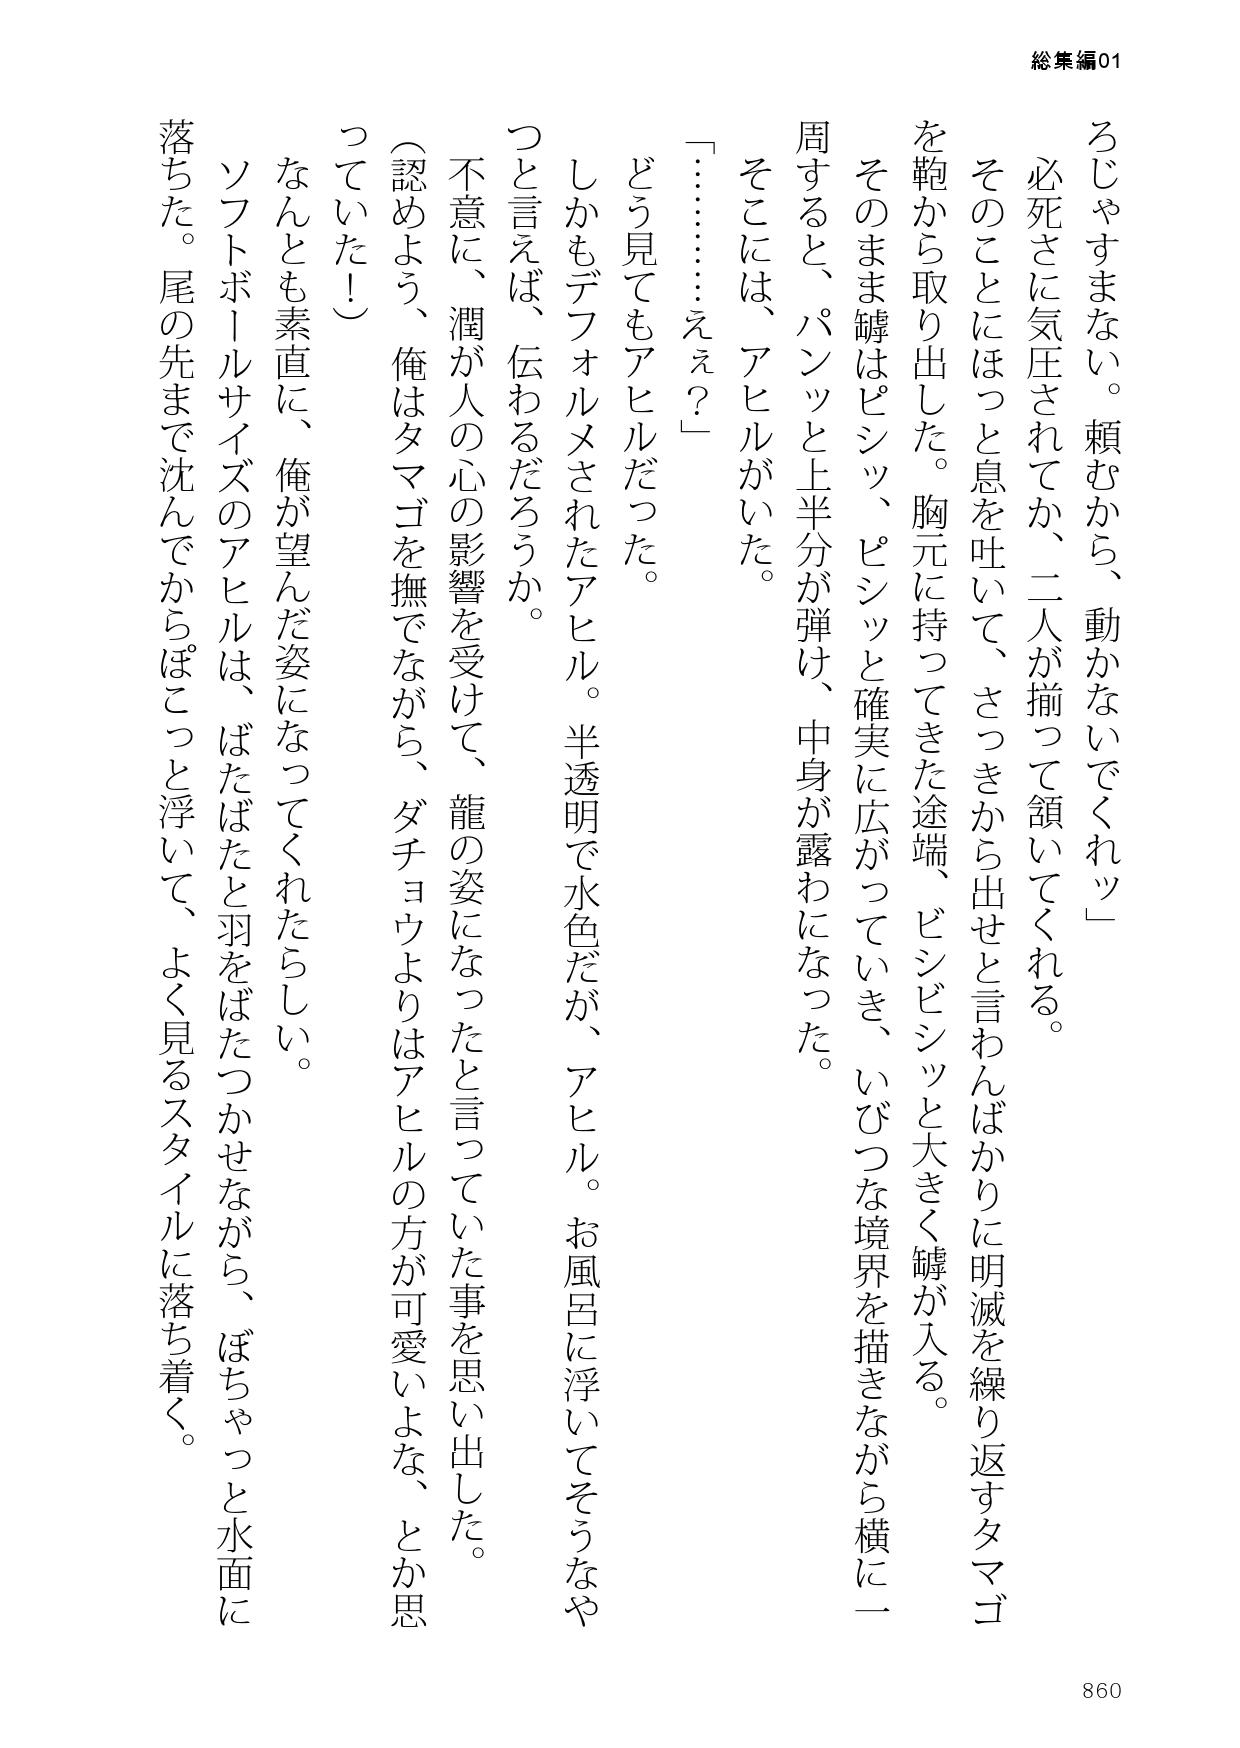 総集編01
ろじゃすまない。頼むから、動かないでくれッ」
必死さに気圧されてか、二人が揃って頷いてくれる。
そのことにほっと息を吐いて、さっきから出せと言わんばかりに明滅を繰り返すタマゴ
を鞄から取り出した。胸元に持ってきた途端、ビシビシッと大きく罅が入る。
そのまま罅はピシッ、ピシッと確実に広がっていき、いびつな境界を描きながら横に一
周すると、パンッと上半分が弾け、中身が露わになった。
そこには、アヒルがいた。
「…………えぇ？」
どう見てもアヒルだった。
しかもデフォルメされたアヒル。半透明で水色だが、アヒル。お風呂に浮いてそうなや
つと言えば、伝わるだろうか。
不意に、潤が人の心の影響を受けて、龍の姿になったと言っていた事を思い出した。
（認めよう、俺はタマゴを撫でながら、ダチョウよりはアヒルの方が可愛いよな、とか思
っていた！）
なんとも素直に、俺が望んだ姿になってくれたらしい。
ソフトボールサイズのアヒルは、ばたばたと羽をばたつかせながら、ぼちゃっと水面に
落ちた。尾の先まで沈んでからぽこっと浮いて、よく見るスタイルに落ち着く。
860